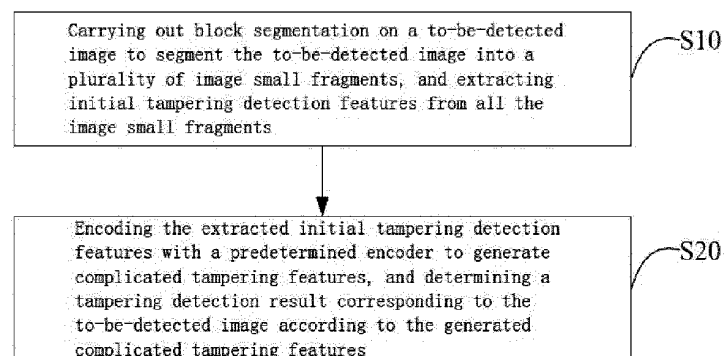 Carrying out block segmentation on a to-be-detected
image to segment the to-be-detected image into a
plurality of image small fragments, and extracting
initial tampering detection features from all the
image small fragments
S10
Encoding the extracted initial tampering detection
features with a predetermined encoder to generate
complicated tampering features, and determining a
tampering detection result corresponding to the
to-be-detected image according to the generated
complicated tampering features
S20